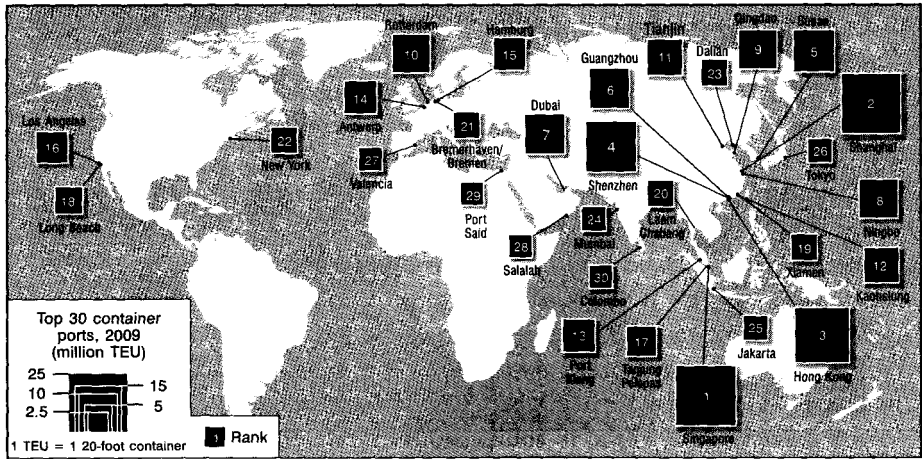 Rotterdam
10
Hamburg
15
Tianjin
11
Dalian
23
Qingdao
9
Busan
5
Guangzhou
6
Los Angeles
16
14
Antwerp
22
New York
21
Bremerhaven/
Bremen
Dubai
7
4
Shenzhen
2
Shanghai
26
Tokyo
27
Valencia
18
Long Beach
29
Port
Said
24
Mumbai
20
Laem
Chabang
8
Ningbo
28
Salalah
30
Colombo
19
Xiamen
12
Kaohsiung
13
Port
Klang
17
Tanjung
Pelepas
25
Jakarta
3
Hong Kong
1
Singapore
Top 30 container
ports, 2009
(million TEU)
25
15
10
5
2.5
1 TEU = 1 20-foot container
1 Rank